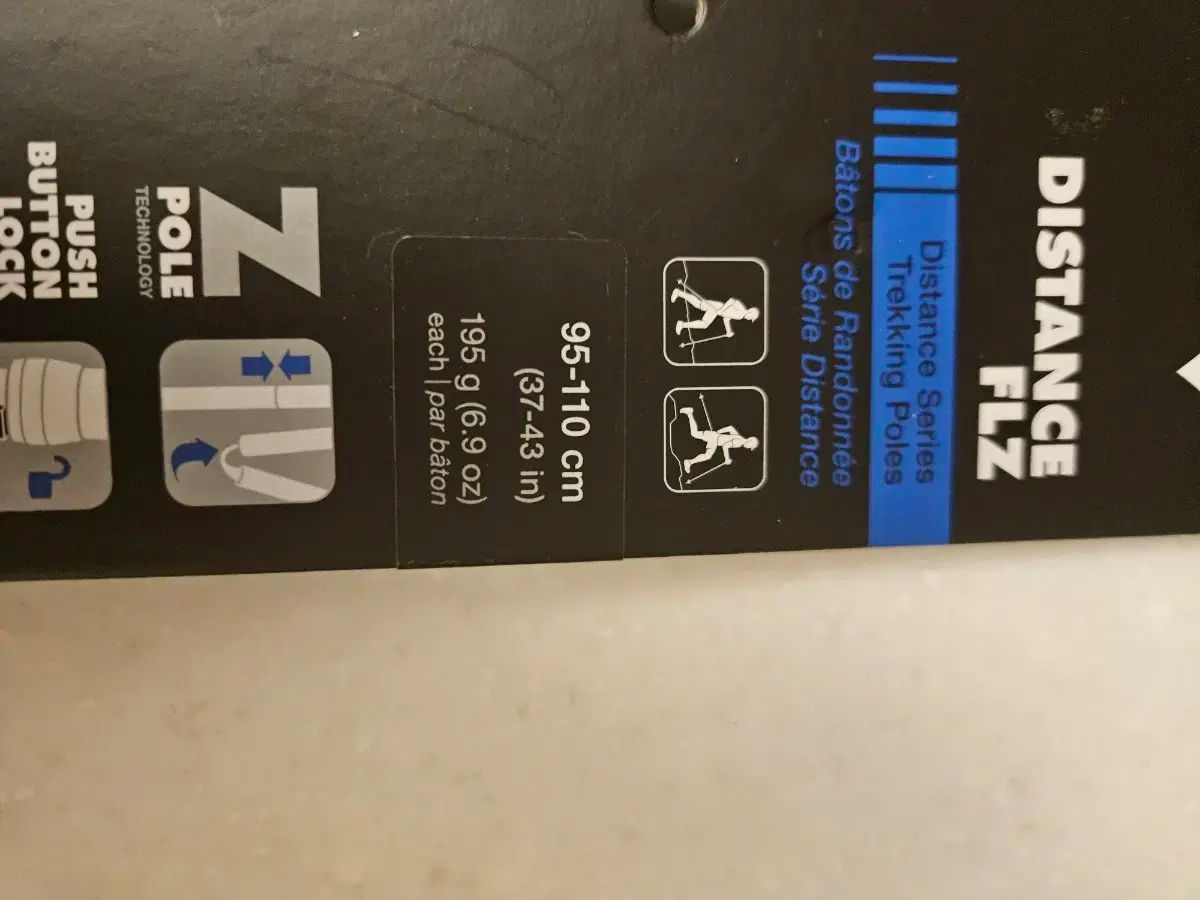 DISTANCE
FLZ
Distance Series
Trekking Poles
Bâtons de Randonnée
Série Distance
95-110 cm
(37-43 in)
195 g (6.9 oz)
each | par bâton
Z
POLE
TECHNOLOGY
PUSH
BUTTON
LOCK